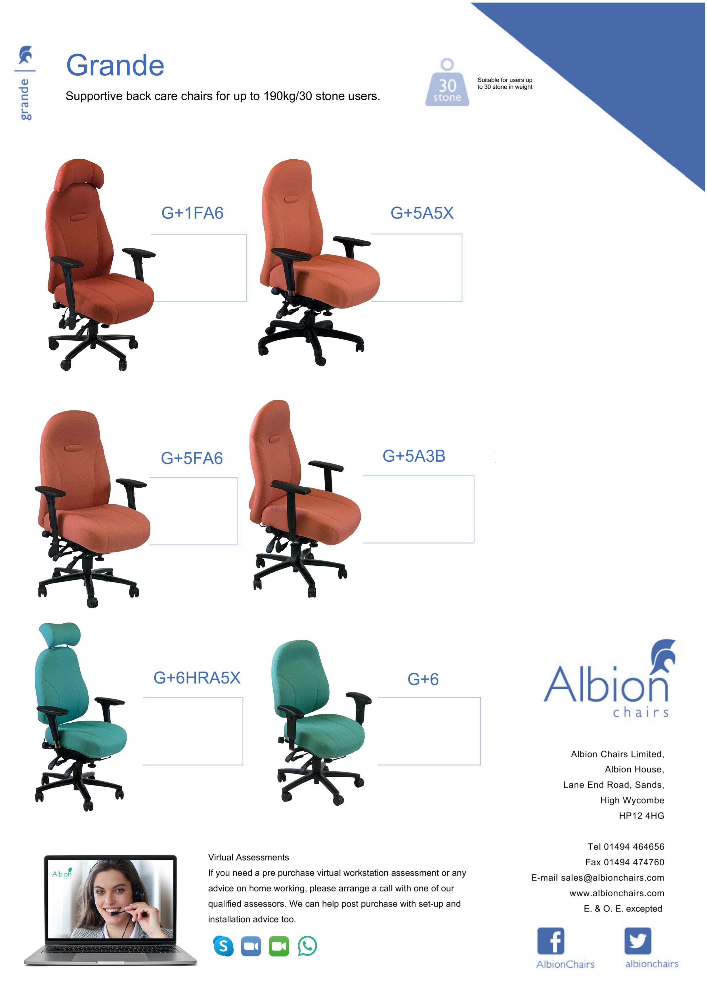 grande
Grande
Supportive back care chairs for up to 190kg/30 stone users.
30
stone
Suitable for users up
to 30 stone in weight
G+1FA6
G+5A5X
G+5FA6
G+5A3B
G+6HRA5X
G+6
Albion
chairs
Albion Chairs Limited,
Albion House,
Lane End Road, Sands,
High Wycombe
HP12 4HG
Tel 01494 464656
Fax 01494 474760
E-mail sales@albionchairs.com
www.albionchairs.com
E. & O. E. excepted
AlbionChairs
albionchairs
Albion
chairs
Virtual Assessments
If you need a pre purchase virtual workstation assessment or any
advice on home working, please arrange a call with one of our
qualified assessors. We can help post purchase with set-up and
installation advice too.